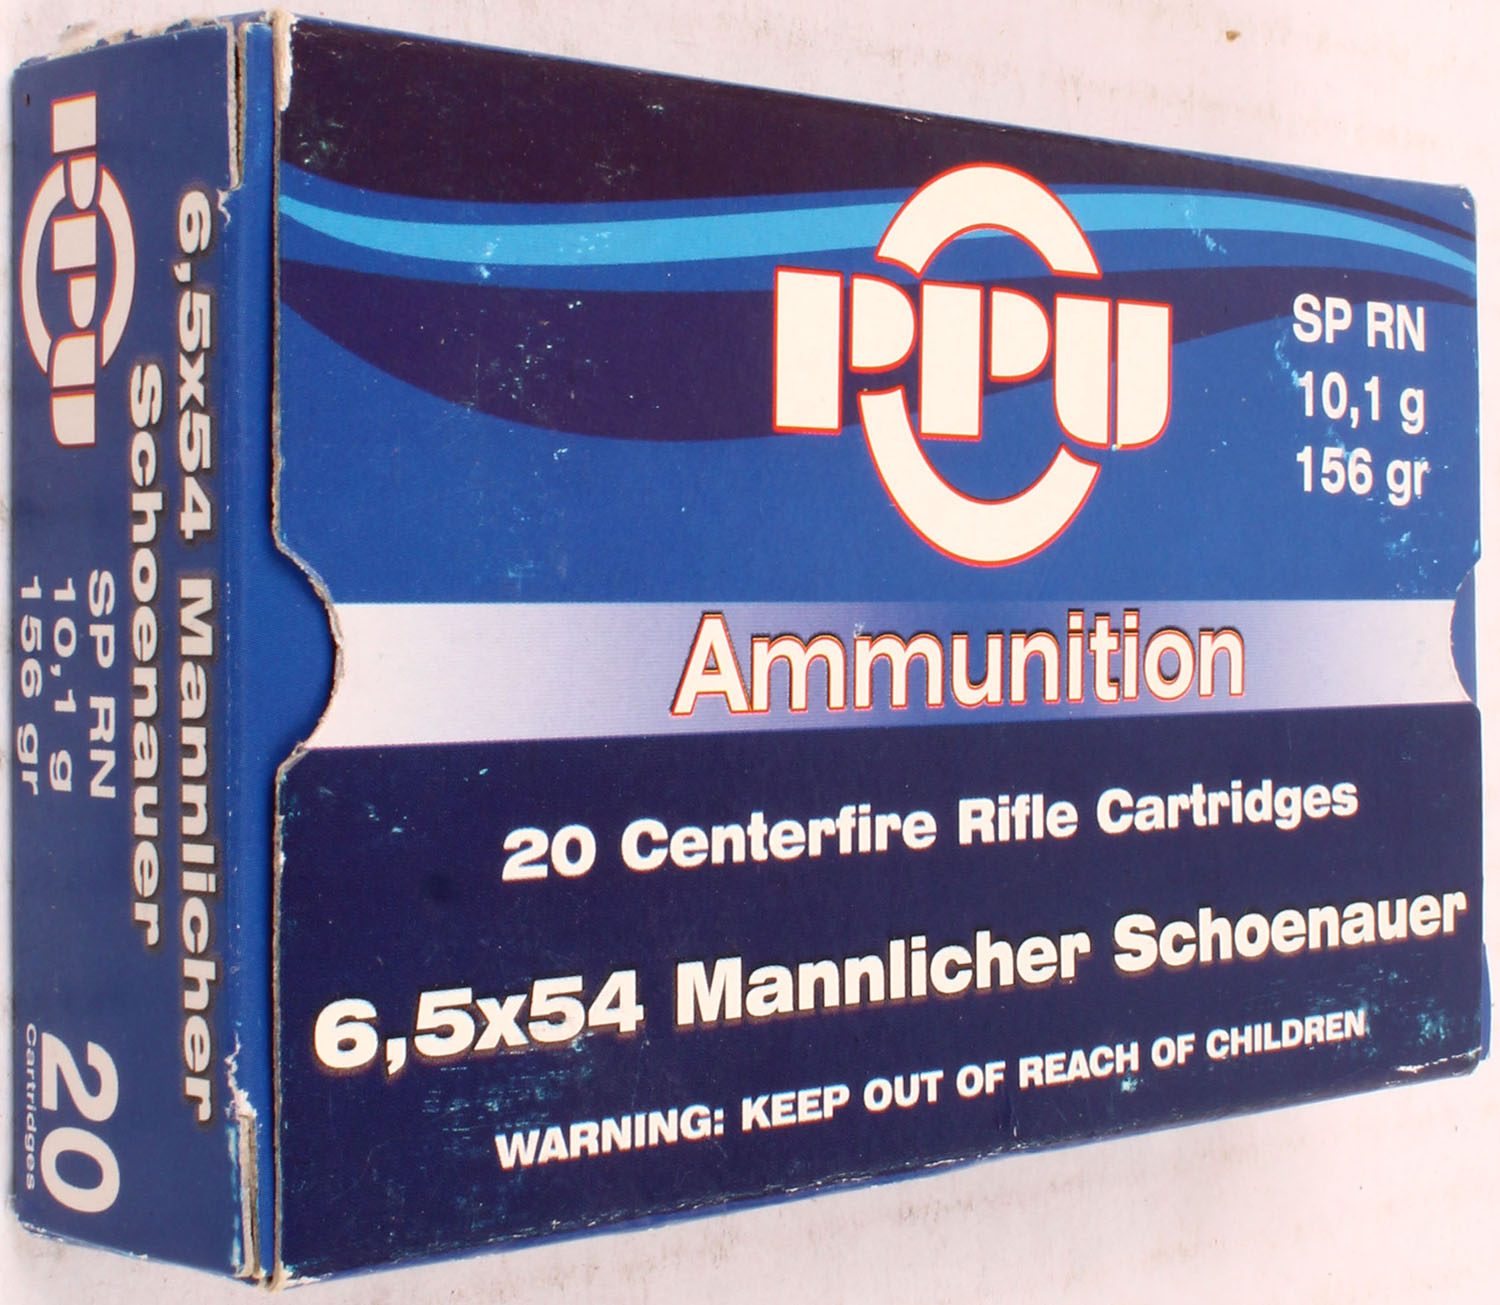 PPU
SP RN
10,1 g
156 gr
Ammunition
20 Centerfire Rifle Cartridges
6,5x54 Mannlicher Schoenauer
WARNING: KEEP OUT OF REACH OF CHILDREN
PPU
6,5x54 Mannlicher
Schoenauer
SP RN
10,1 g
156 gr
20
cartridges